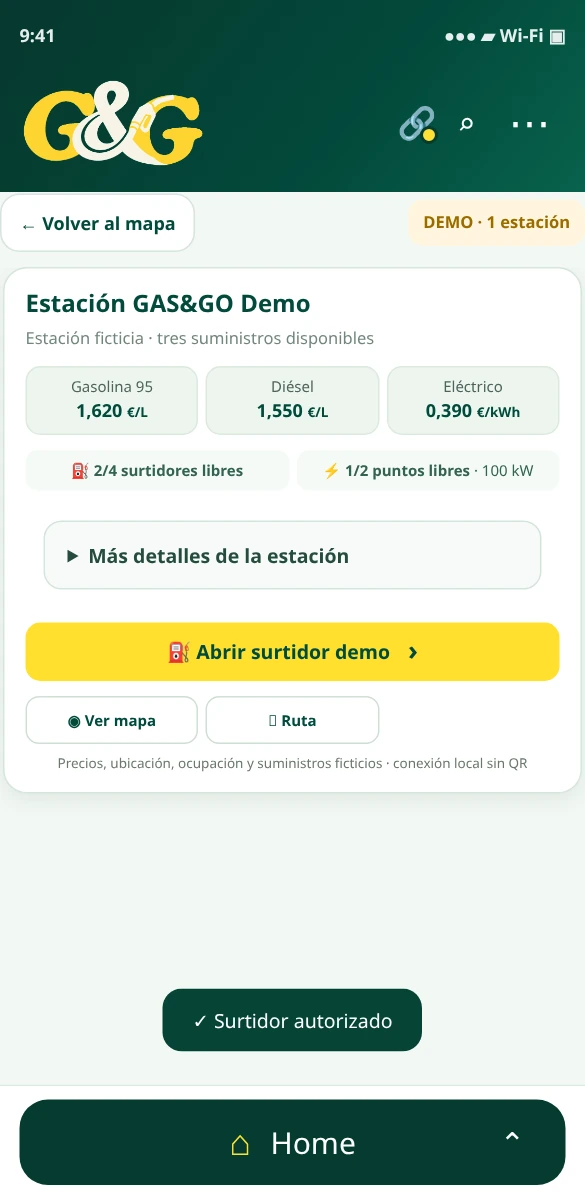 9:41
Wi-Fi
G&G
← Volver al mapa
DEMO · 1 estación
Estación GAS&GO Demo
Estación ficticia · tres suministros disponibles
Gasolina 95
1,620 €/L
Diésel
1,550 €/L
Eléctrico
0,390 €/kWh
2/4 surtidores libres
1/2 puntos libres · 100 kW
Más detalles de la estación
Abrir surtidor demo ›
Ver mapa
Ruta
Precios, ubicación, ocupación y suministros ficticios · conexión local sin QR
✓ Surtidor autorizado
Home